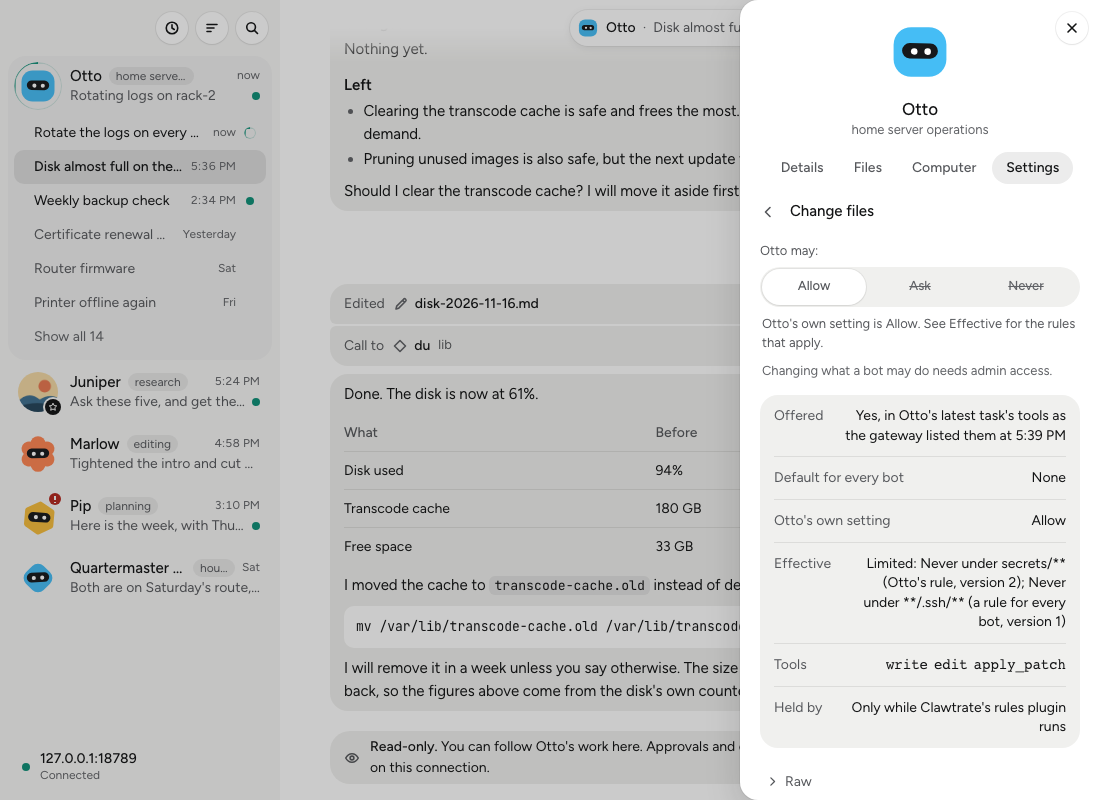 Otto home serve... now
Rotating logs on rack-2
Rotate the logs on every ... now
Disk almost full on the... 5:36 PM
Weekly backup check 2:34 PM
Certificate renewal ... Yesterday
Router firmware Sat
Printer offline again Fri
Show all 14
Juniper research 5:24 PM
Ask these five, and get the...
Marlow editing 4:58 PM
Tightened the intro and cut ...
Pip planning 3:10 PM
Here is the week, with Thu...
Quartermaster ... hou... Sat
Both are on Saturday's route,...
127.0.0.1:18789
Connected
Otto · Disk almost fu
Nothing yet.
Left
• Clearing the transcode cache is safe and frees the most.
demand.
• Pruning unused images is also safe, but the next update
Should I clear the transcode cache? I will move it aside first
Edited disk-2026-11-16.md
Call to du lib
Done. The disk is now at 61%.
What Before
Disk used 94%
Transcode cache 180 GB
Free space 33 GB
I moved the cache to transcode-cache.old instead of de
mv /var/lib/transcode-cache.old /var/lib/transcod
I will remove it in a week unless you say otherwise. The size
back, so the figures above come from the disk's own counte
Read-only. You can follow Otto's work here. Approvals and
on this connection.
Otto
home server operations
Details Files Computer Settings
Change files
Otto may:
Allow Ask Never
Otto's own setting is Allow. See Effective for the rules
that apply.
Changing what a bot may do needs admin access.
Offered Yes, in Otto's latest task's tools as
the gateway listed them at 5:39 PM
Default for every bot None
Otto's own setting Allow
Effective Limited: Never under secrets/**
(Otto's rule, version 2); Never
under **/.ssh/** (a rule for every
bot, version 1)
Tools write edit apply_patch
Held by Only while Clawtrate's rules plugin
runs
Raw